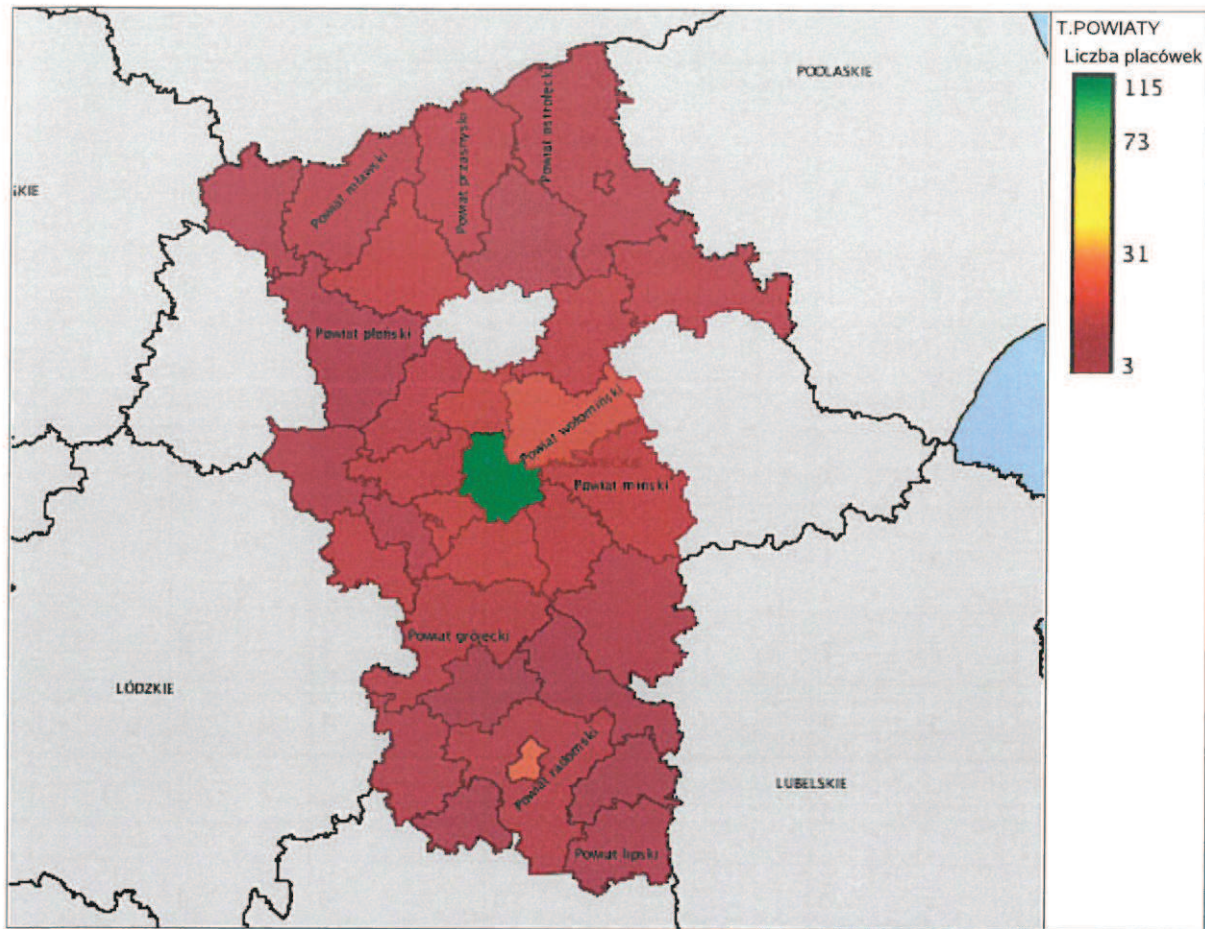 T.POWIATY
Liczba placówek
115
73
31
3
PODLASKIE
Powiat ostrołęcki
Powiat przasnyski
Powiat mławski
Powiat płoński
Powiat wołomiński
Powiat miński
Powiat grójecki
ŁÓDZKIE
Powiat radomski
LUBELSKIE
Powiat lipski